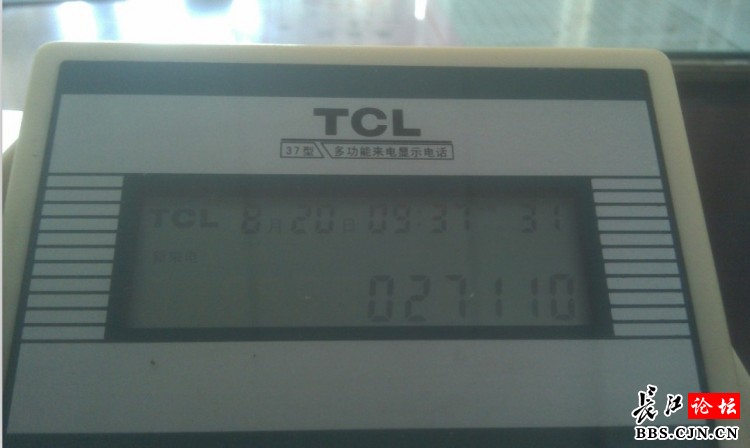 TCL
37型 多功能来电显示电话
TCL 8月20日 09:37 31
027110
长江论坛
BBS.CJN.CN